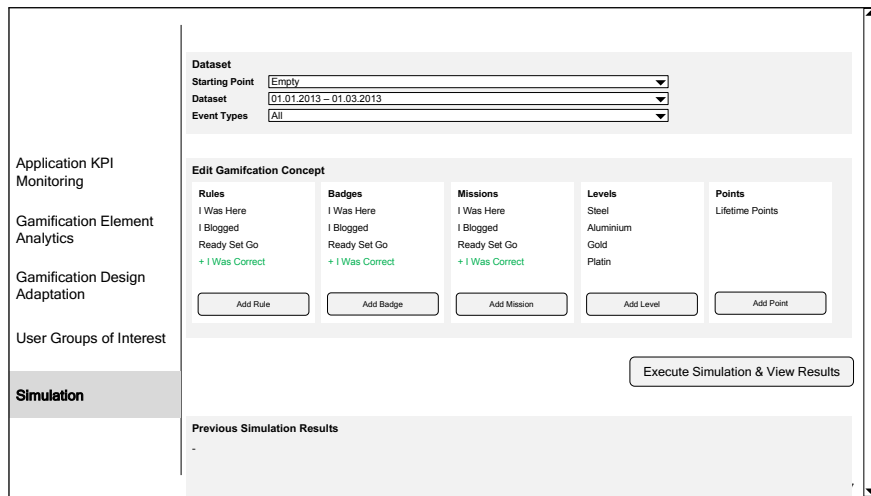 Application KPI
Monitoring
Gamification Element
Analytics
Gamification Design
Adaptation
User Groups of Interest
Simulation
Dataset
Starting Point Empty
Dataset 01.01.2013 – 01.03.2013
Event Types All
Edit Gamifcation Concept
Rules
I Was Here
I Blogged
Ready Set Go
+ I Was Correct
Add Rule
Badges
I Was Here
I Blogged
Ready Set Go
+ I Was Correct
Add Badge
Missions
I Was Here
I Blogged
Ready Set Go
+ I Was Correct
Add Mission
Levels
Steel
Aluminium
Gold
Platin
Add Level
Points
Lifetime Points
Add Point
Execute Simulation & View Results
Previous Simulation Results
-